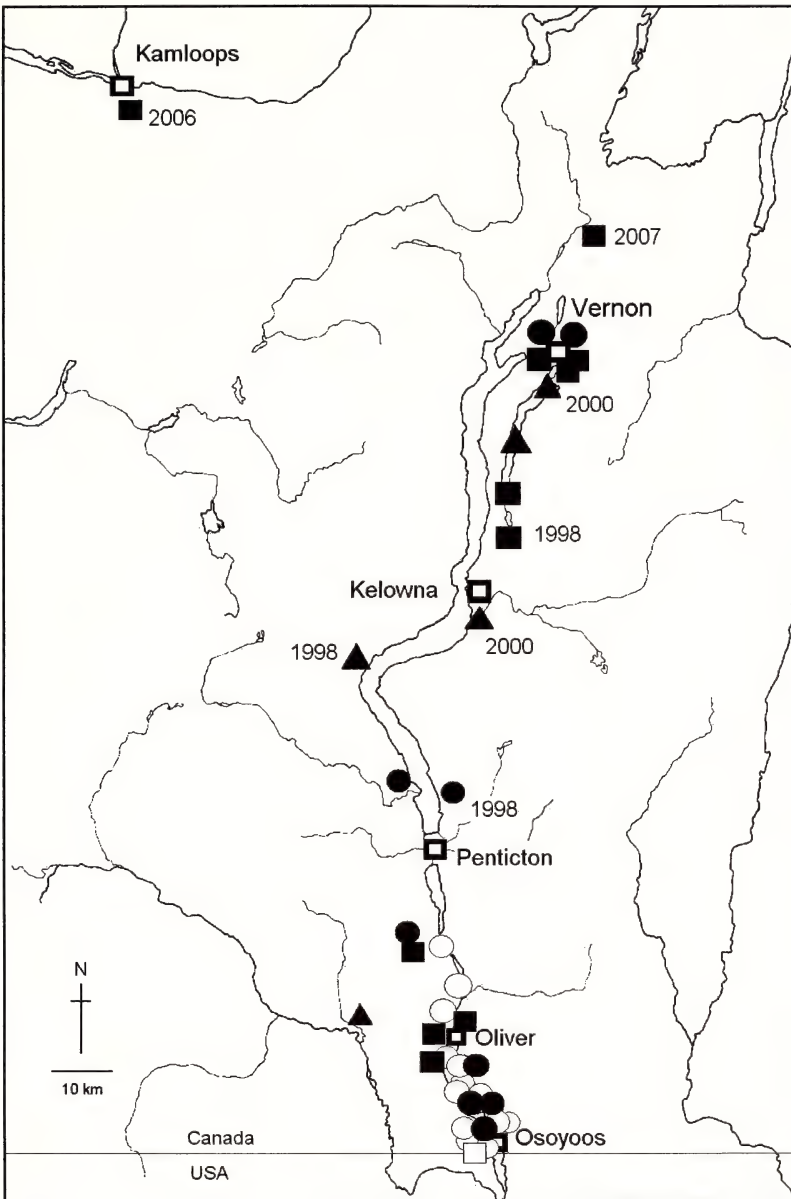 Kamloops
2006
2007
Vernon
2000
1998
Kelowna
2000
1998
1998
Penticton
N
10 km
Oliver
Osoyoos
Canada
USA